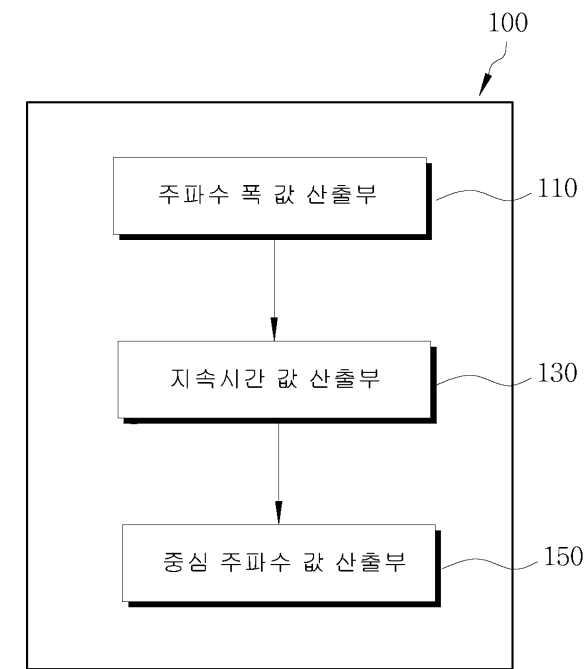 100
주파수 폭 값 산출부
110
지속시간 값 산출부
130
중심 주파수 값 산출부
150